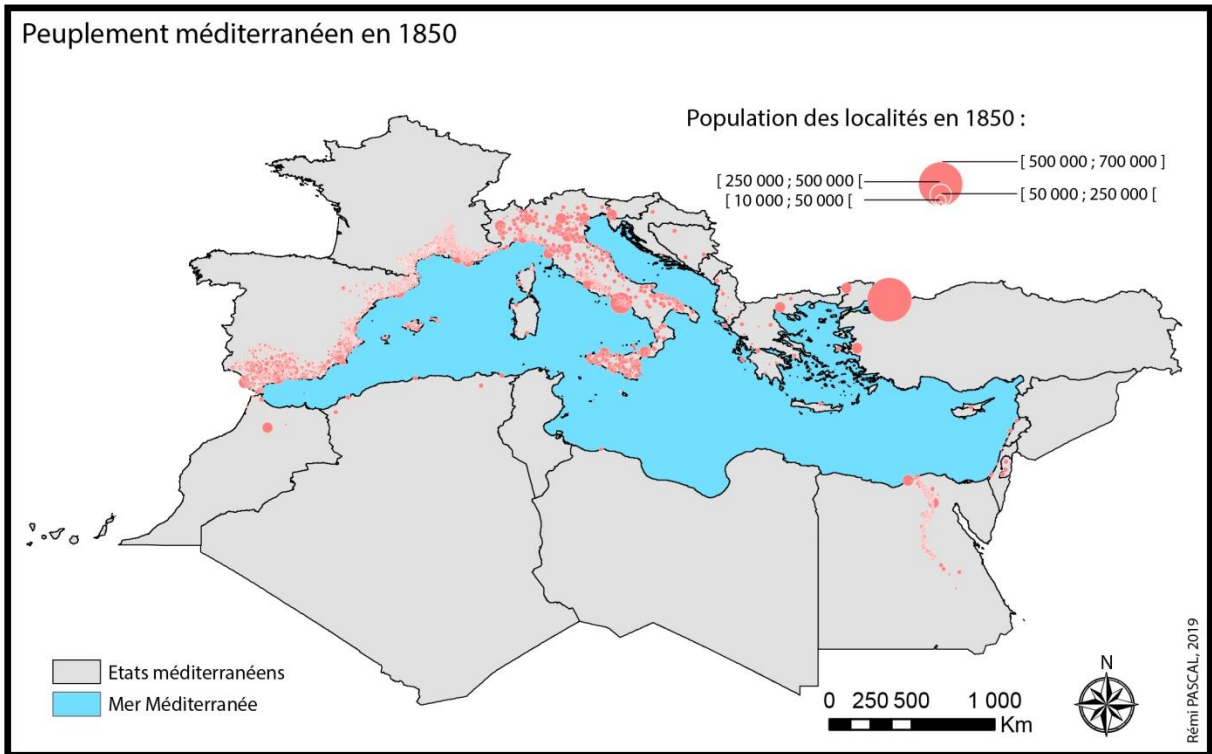 Peuplement méditerranéen en 1850
Population des localités en 1850 :
[ 500 000 ; 700 000 ]
[ 250 000 ; 500 000 [
[ 50 000 ; 250 000 [
[ 10 000 ; 50 000 [
Etats méditerranéens
Mer Méditerranée
0 250 500 1 000
Km
N
Rémi PASCAL, 2019